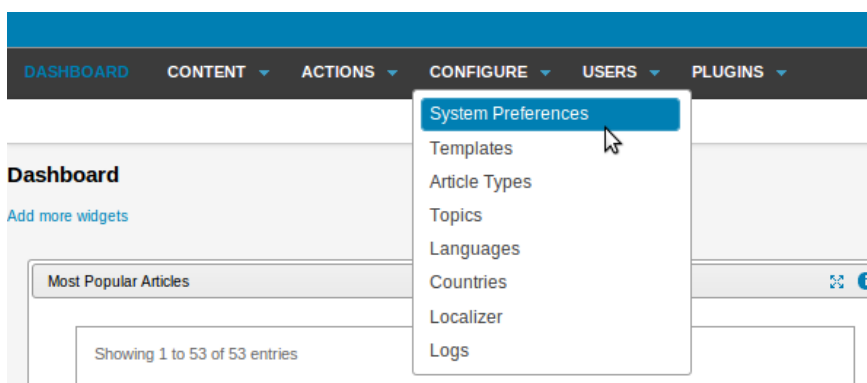 DASHBOARD CONTENT ACTIONS CONFIGURE USERS PLUGINS
System Preferences
Templates
Article Types
Topics
Languages
Countries
Localizer
Logs
Dashboard
Add more widgets
Most Popular Articles
Showing 1 to 53 of 53 entries